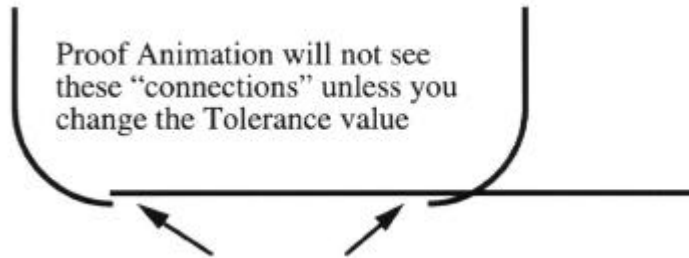 Proof Animation will not see
these “connections” unless you
change the Tolerance value